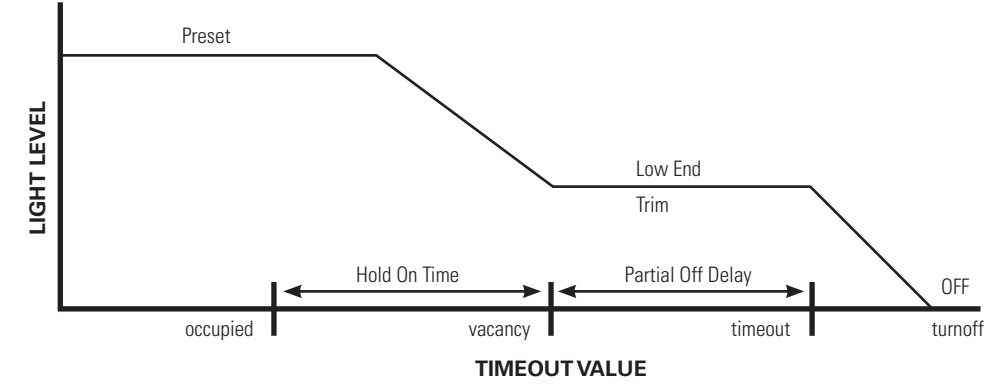 Preset
LIGHT LEVEL
Low End
Trim
Hold On Time
Partial Off Delay
OFF
occupied
vacancy
timeout
turnoff
TIMEOUT VALUE